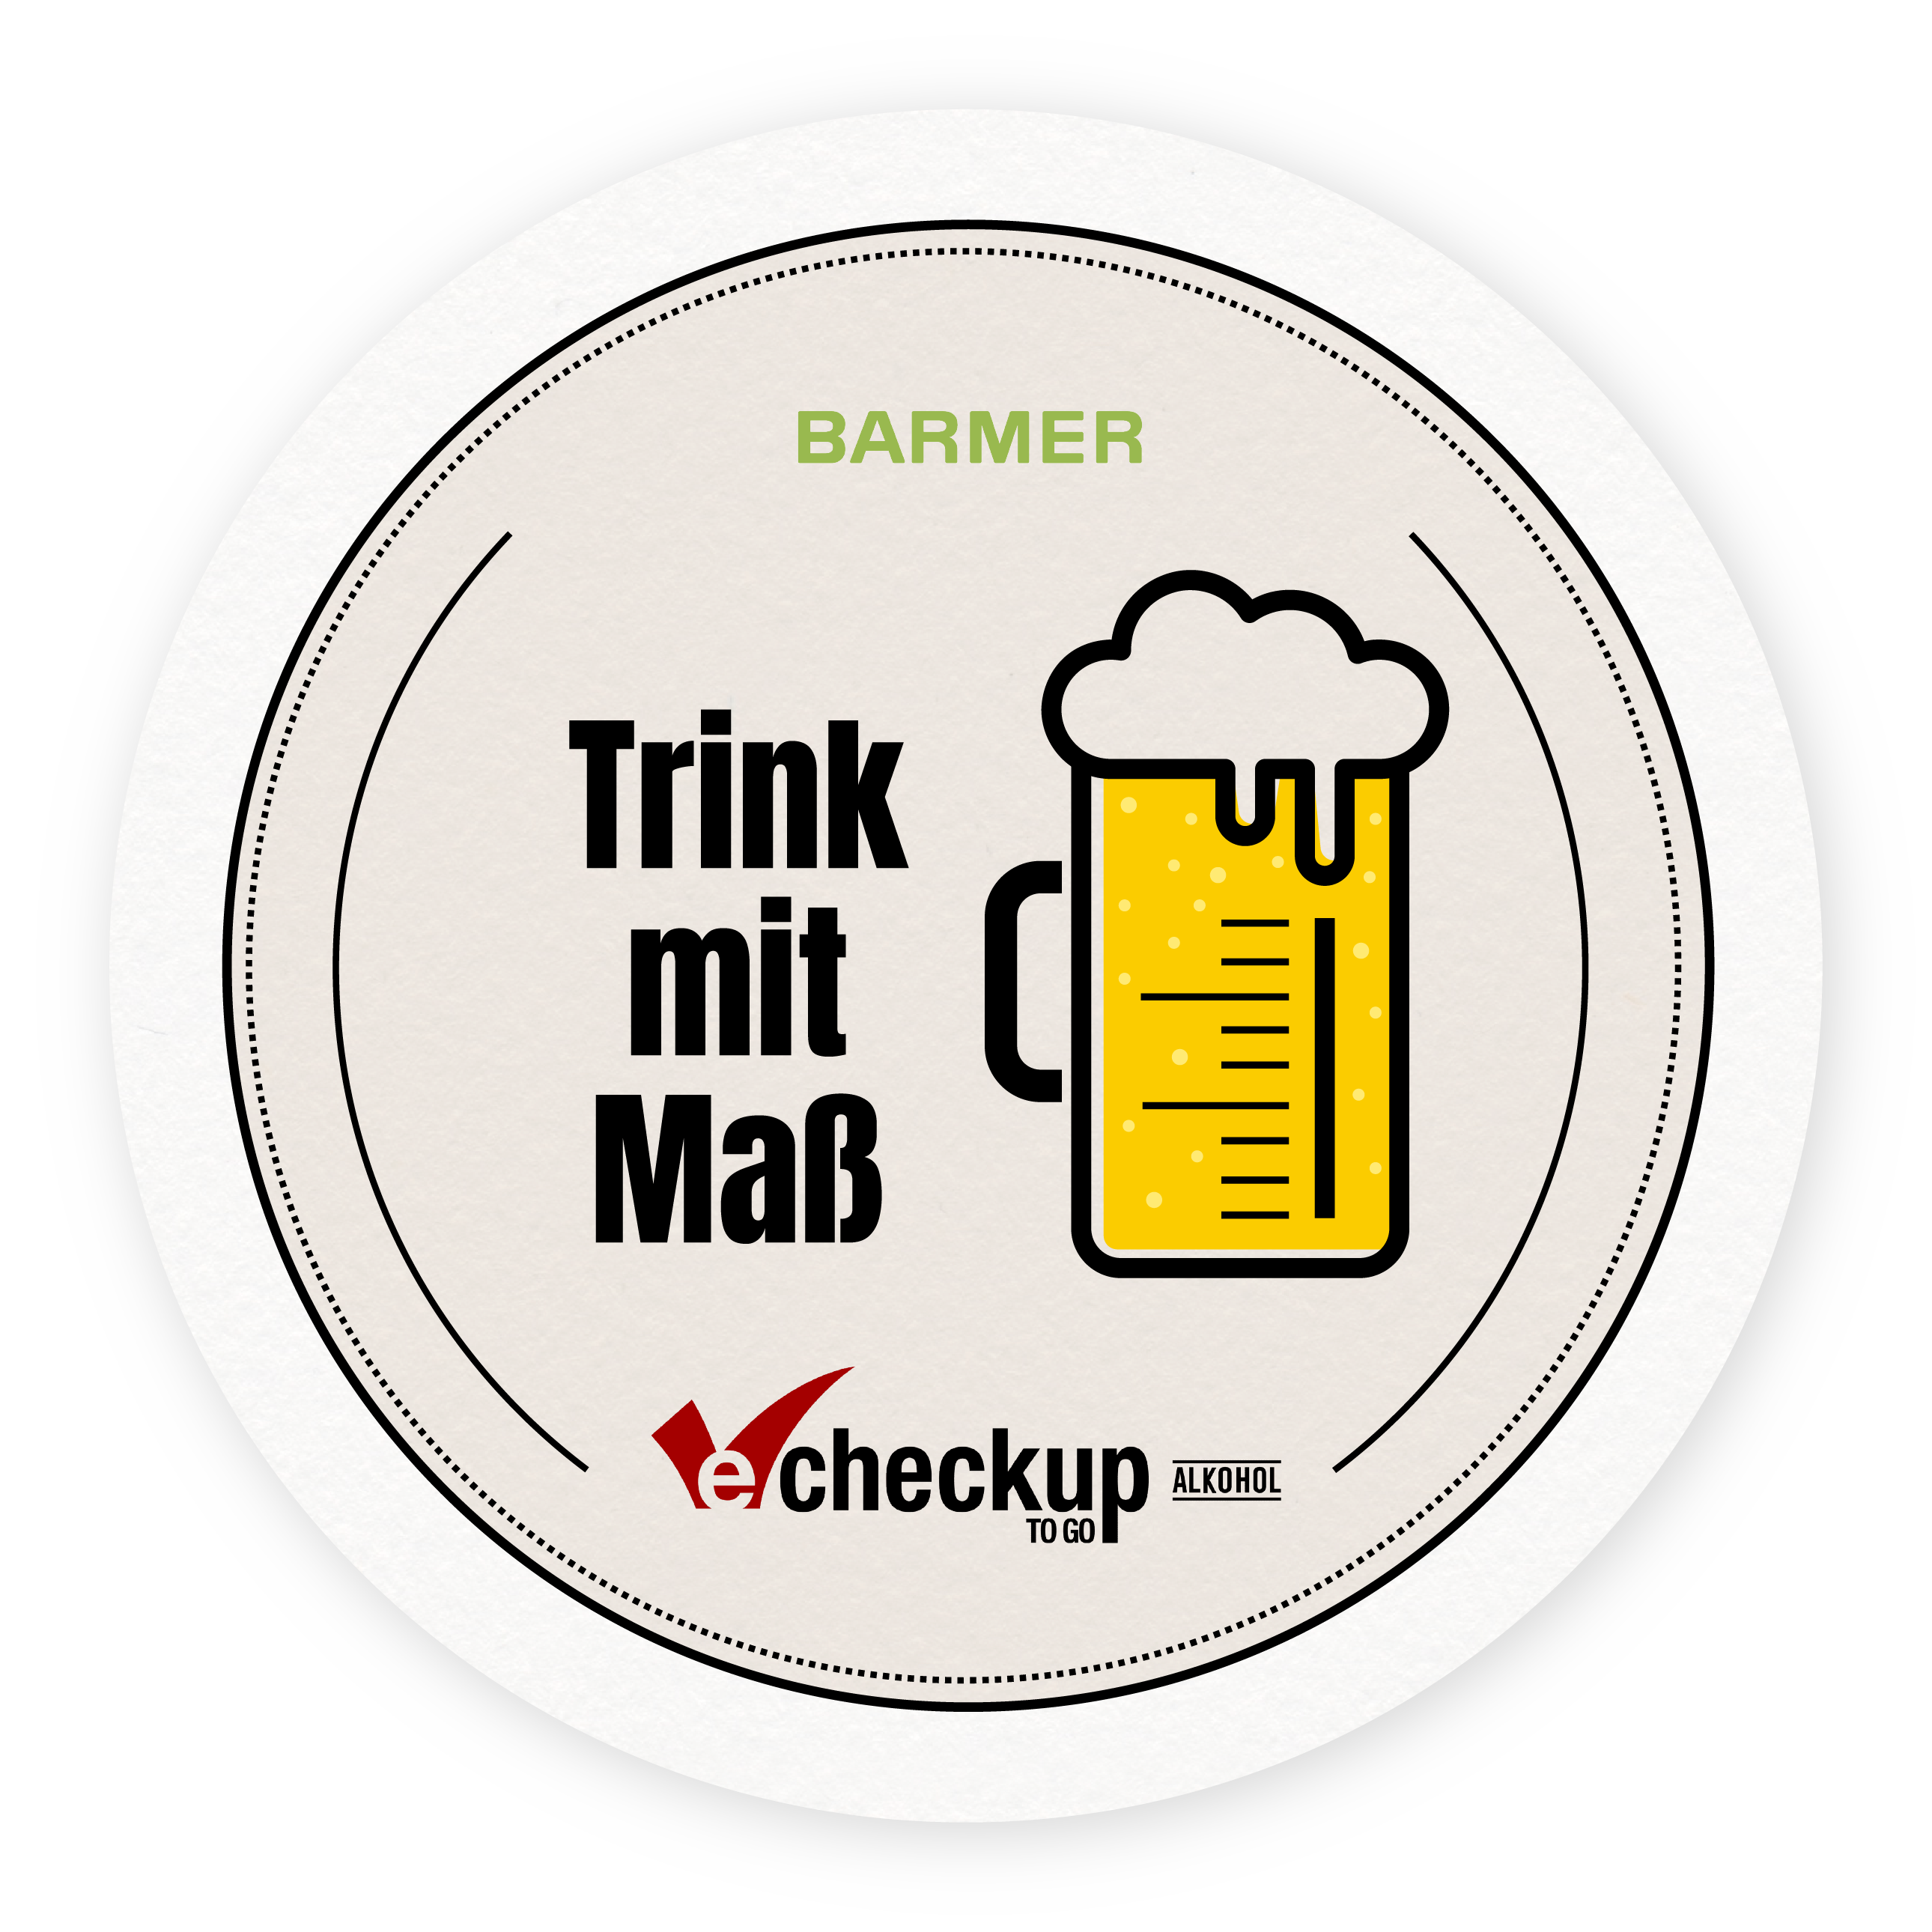 BARMER
Trink
mit
Maß
echeckup
TO GO
ALKOHOL